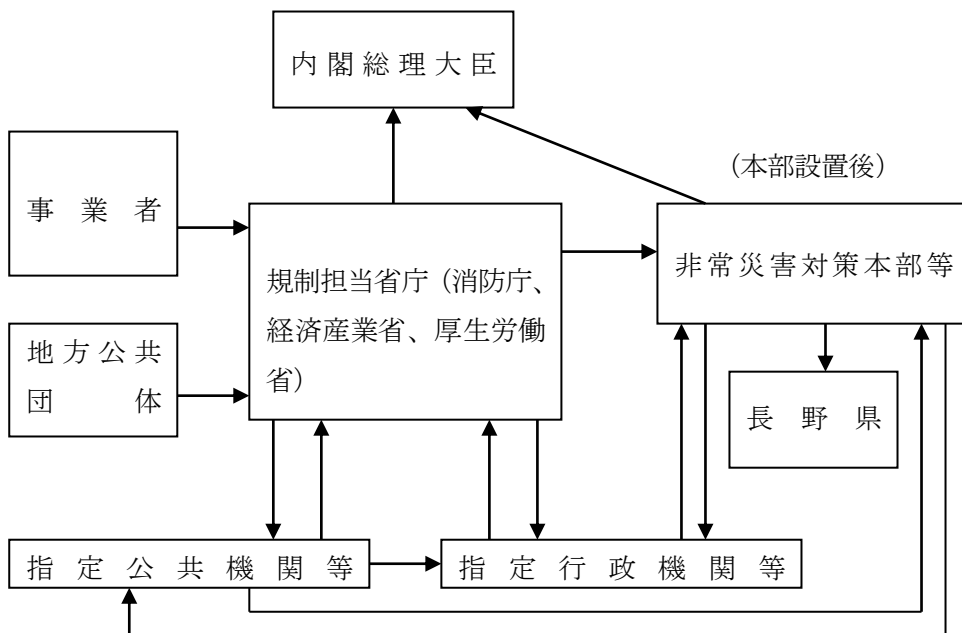 内閣総理大臣
(本部設置後)
事業者
非常災害対策本部等
規制担当省庁(消防庁、
経済産業省、厚生労働
省)
地方公共
団体
長野県
指定公共機関等
指定行政機関等